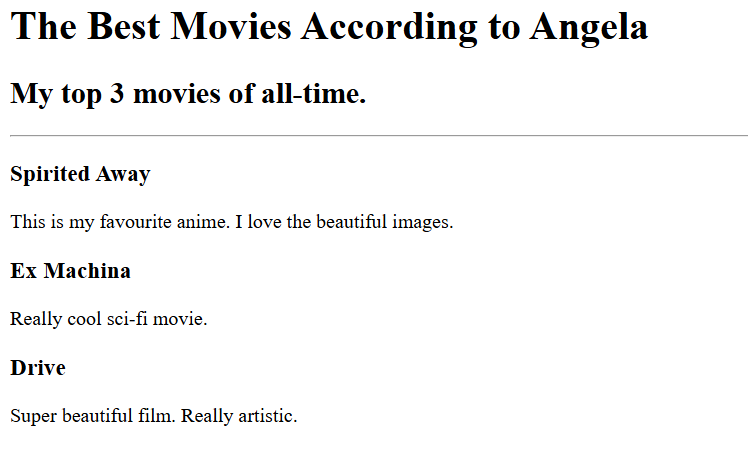 The Best Movies According to Angela
My top 3 movies of all-time.
Spirited Away
This is my favourite anime. I love the beautiful images.
Ex Machina
Really cool sci-fi movie.
Drive
Super beautiful film. Really artistic.